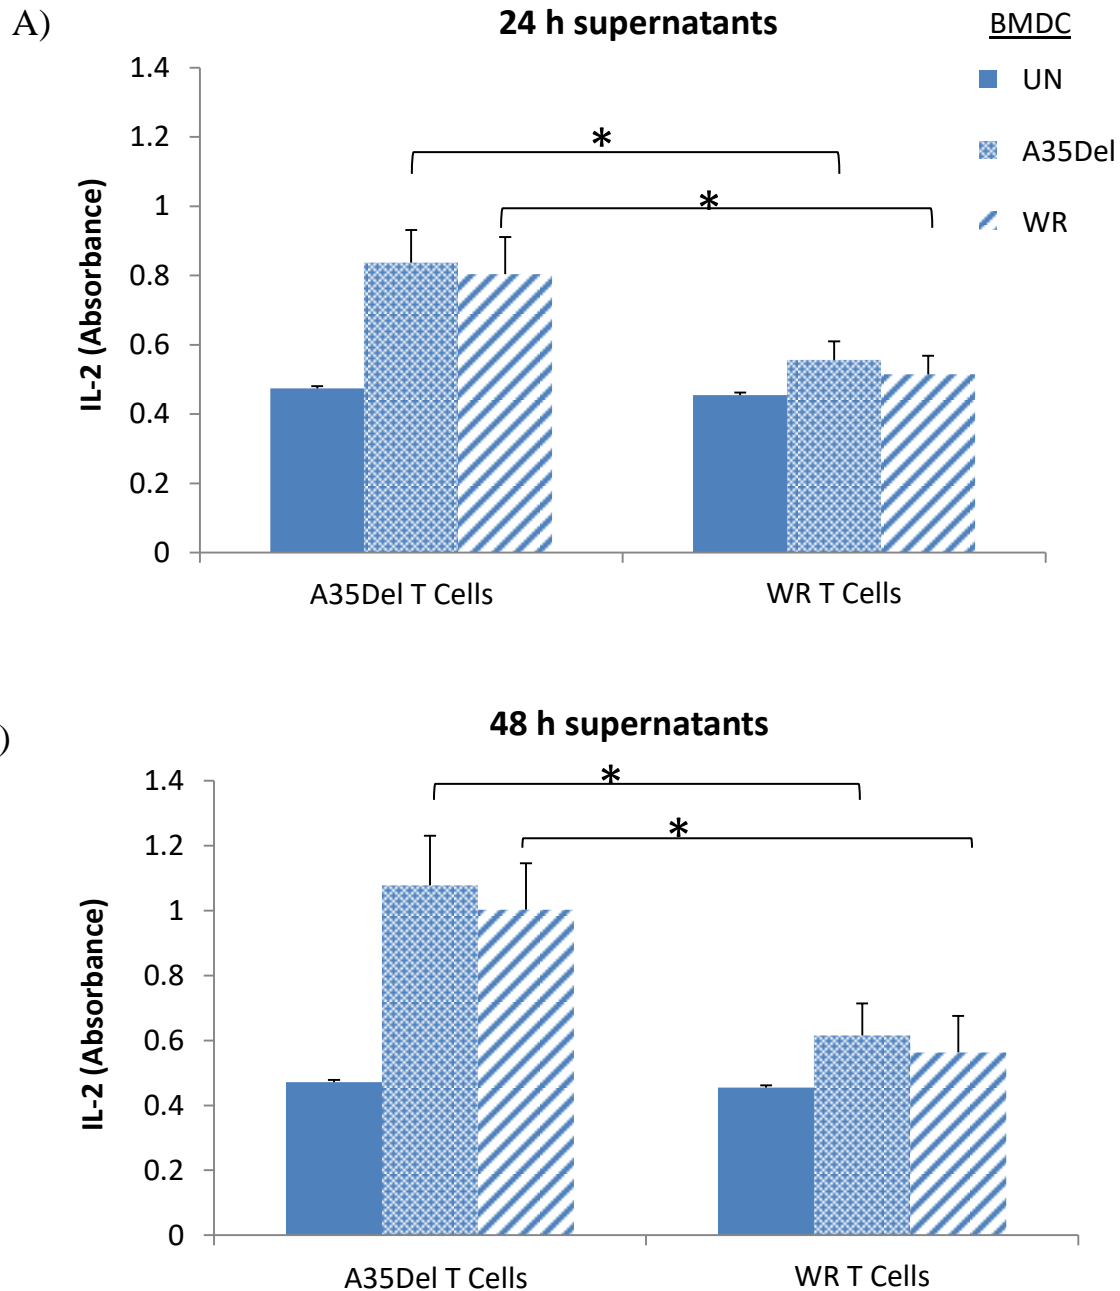 A)
24 h supernatants
BMDC
UN
A35Del
WR
1.4
1.2
1
0.8
0.6
0.4
0.2
0
IL-2 (Absorbance)
*
*
A35Del T Cells
WR T Cells
)
48 h supernatants
1.4
1.2
1
0.8
0.6
0.4
0.2
0
IL-2 (Absorbance)
*
*
A35Del T Cells
WR T Cells